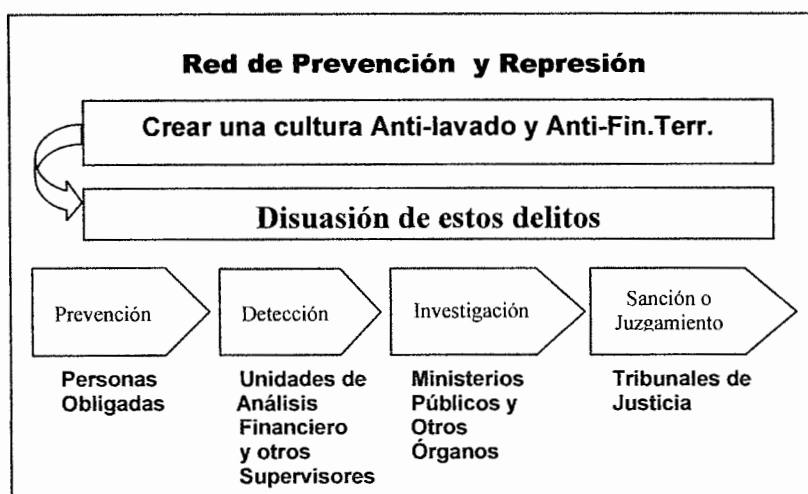 Red de Prevención y Represión
Crear una cultura Anti-lavado y Anti-Fin.Terr.
Disuasión de estos delitos
Prevención
Detección
Investigación
Sanción o
Juzgamiento
Personas
Obligadas
Unidades de
Análisis
Financiero
y otros
Supervisores
Ministerios
Públicos y
Otros
Órganos
Tribunales de
Justicia